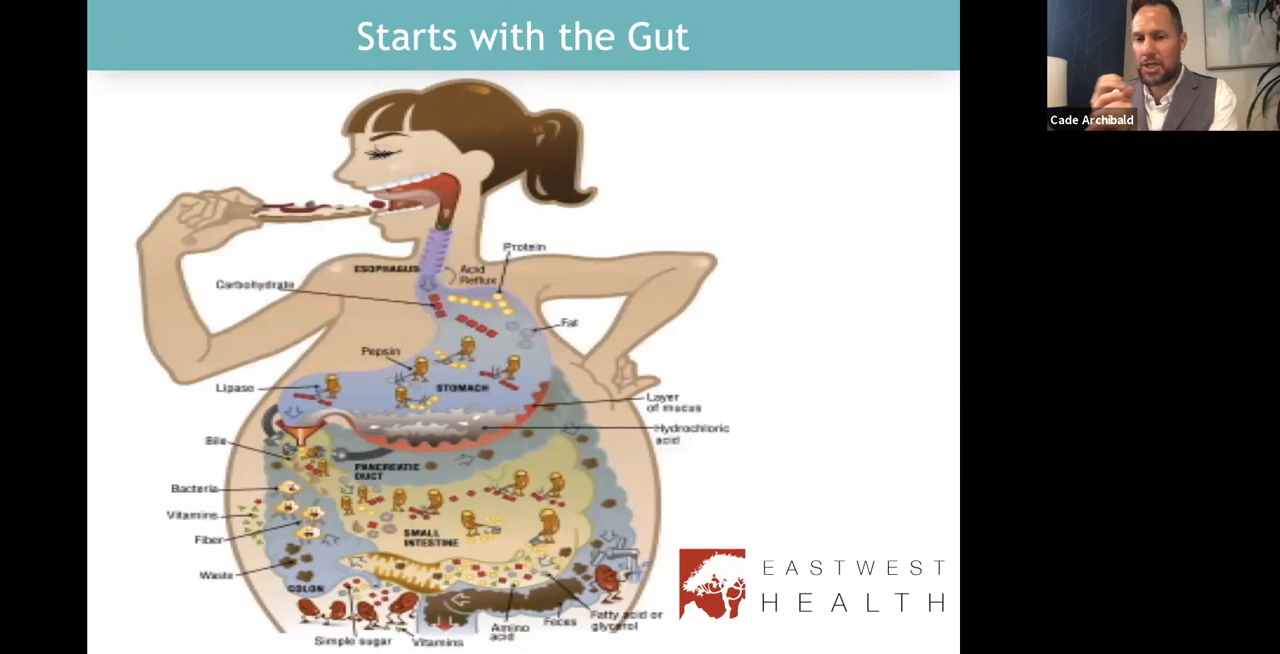 Starts with the Gut
Cade Archibald
Protein
ESOPHAGUS
Acid
Reflux
Carbohydrate
Fat
Pepsin
Lipase
STOMACH
Layer
of mucus
Hydrochloric
acid
Bile
PANCREATIC
DUCT
Bacteria
Vitamins
Fiber
SMALL
INTESTINE
Waste
COLON
EASTWEST
HEALTH
Simple sugar
Vitamins
Amino
acid
Feces
Fatty acid or
glycerol